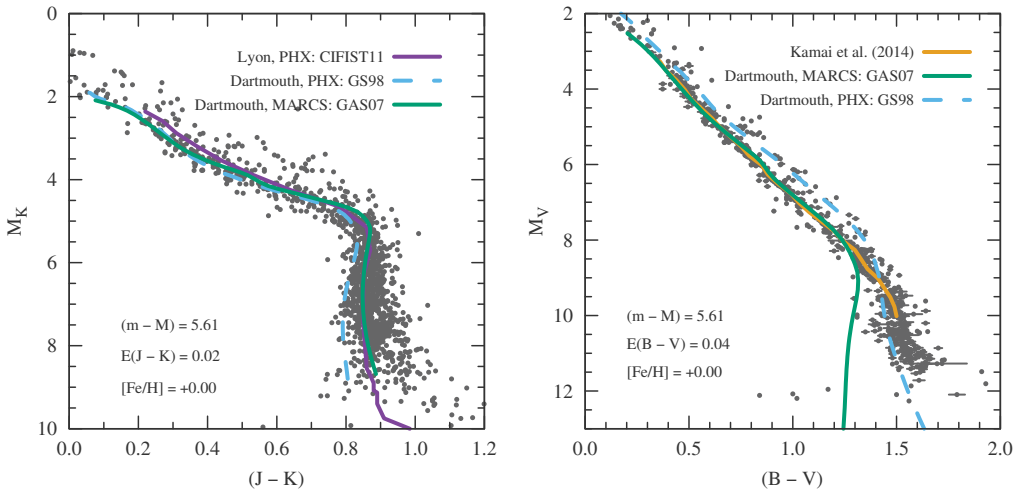 Lyon, PHX: CIFIST11
Dartmouth, PHX: GS98
Dartmouth, MARCS: GAS07
(m − M) = 5.61
E(J − K) = 0.02
[Fe/H] = +0.00
M_K
0
2
4
6
8
10
0.0 0.2 0.4 0.6 0.8 1.0 1.2
(J − K)
Kamai et al. (2014)
Dartmouth, MARCS: GAS07
Dartmouth, PHX: GS98
(m − M) = 5.61
E(B − V) = 0.04
[Fe/H] = +0.00
M_V
2
4
6
8
10
12
0.0 0.5 1.0 1.5 2.0
(B − V)